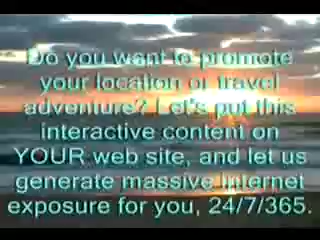 Do you want to promote
your location or travel
adventure? Let's put this
interactive content on
YOUR web site, and let us
generate massive Internet
exposure for you, 24/7/365.